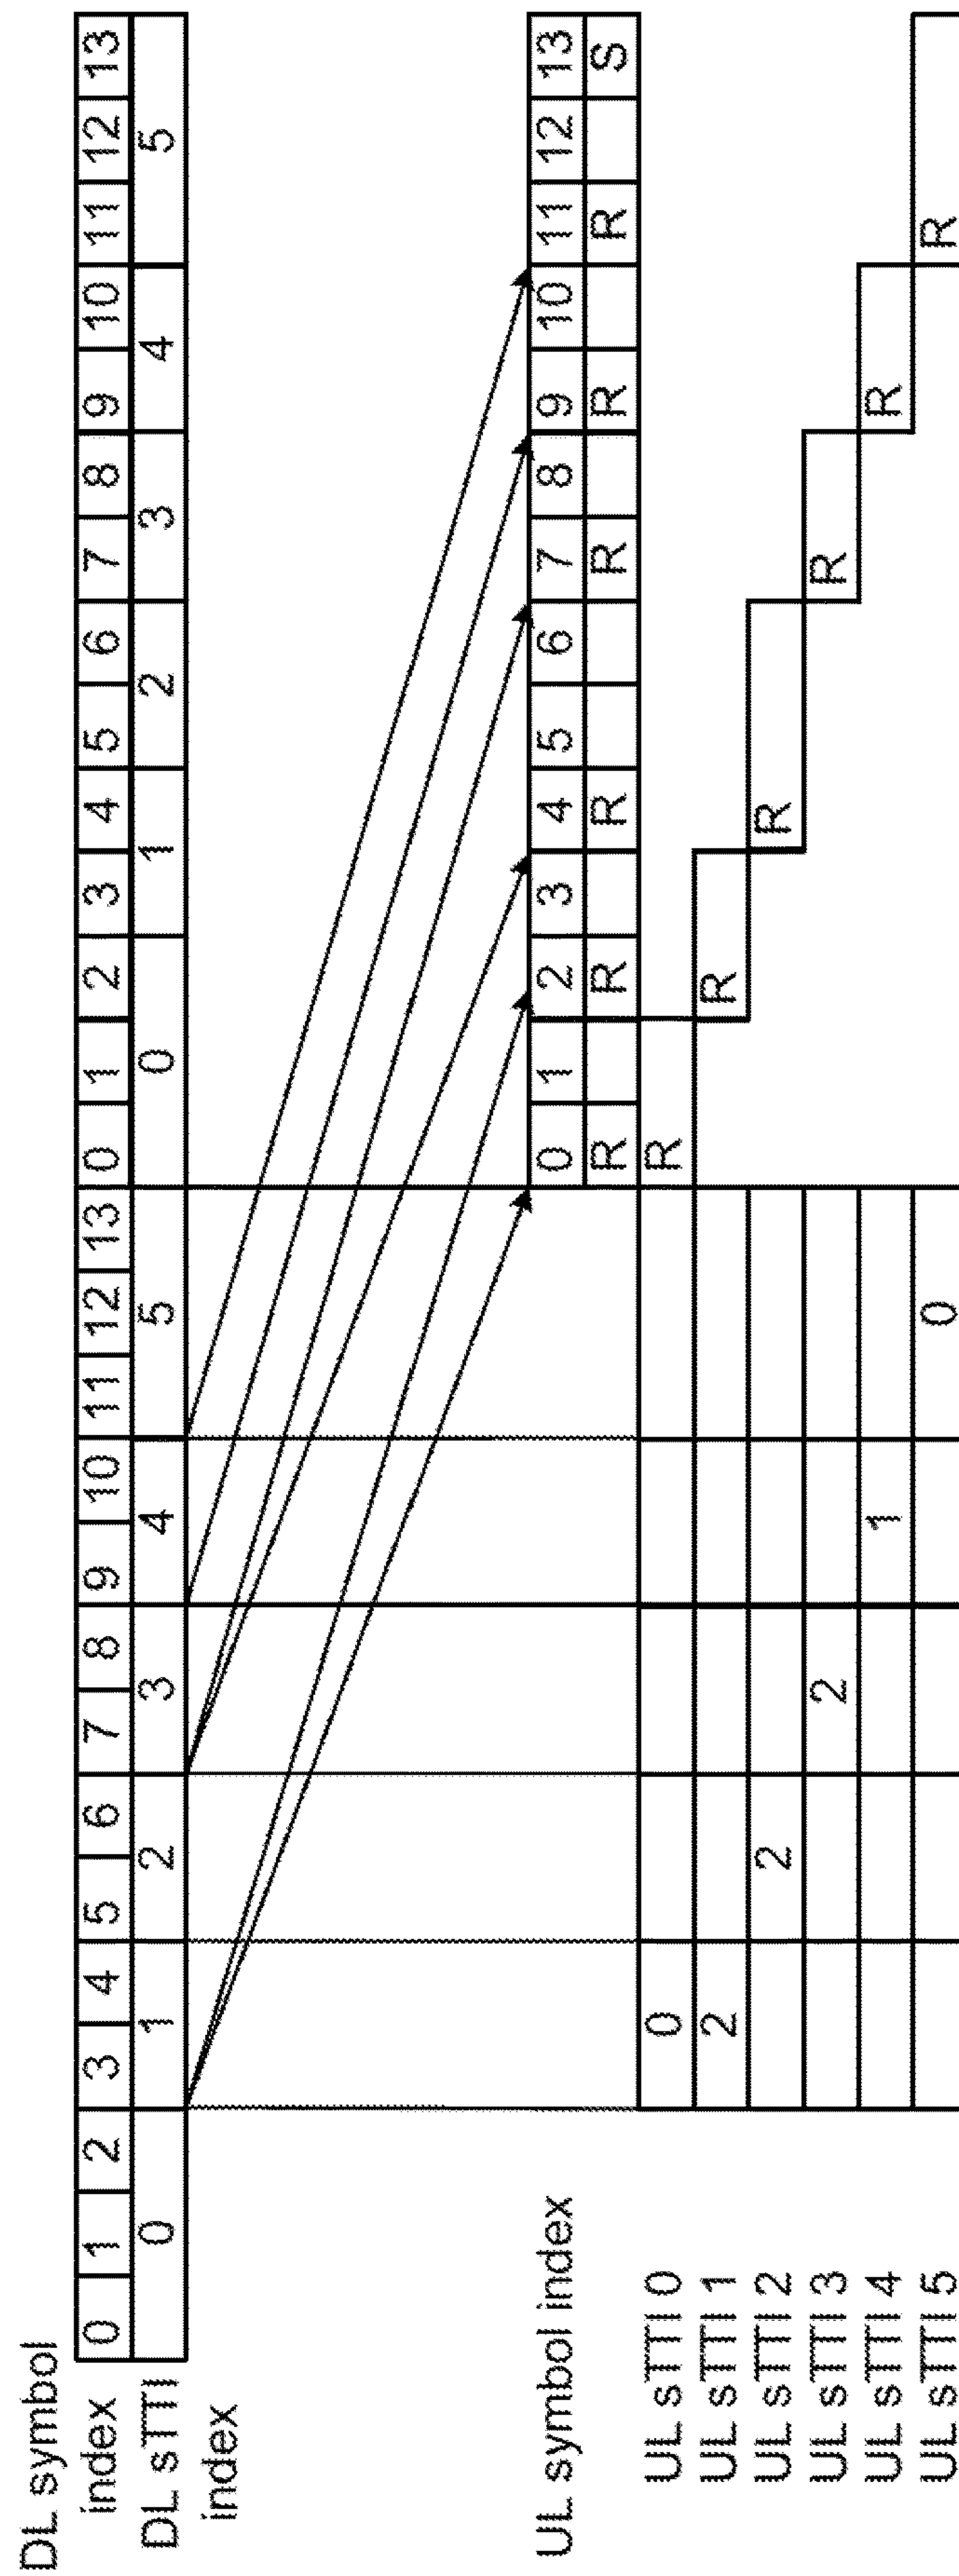 DL symbol index 0 1 2 3 4 5 6 7 8 9 10 11 12 13 0 1 2 3 4 5 6 7 8 9 10 11 12 13
DL sTTI index 0 1 2 3 4 5 0 1 2 3 4 5
UL symbol index 0 1 2 3 4 5 6 7 8 9 10 11 12 13
R R R R R R S
UL sTTI 0 0 R
UL sTTI 1 2 R
UL sTTI 2 2 R
UL sTTI 3 2 R
UL sTTI 4 1 R
UL sTTI 5 0 R